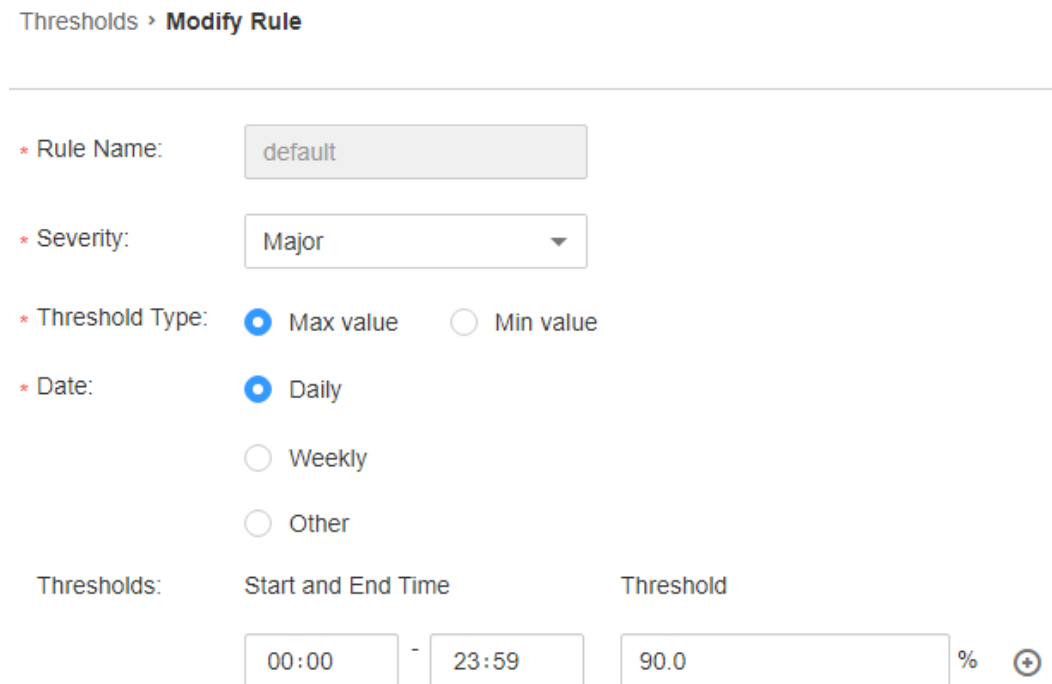 Thresholds > Modify Rule
* Rule Name: default
* Severity: Major
* Threshold Type: Max value Min value
* Date: Daily
Weekly
Other
Thresholds: Start and End Time Threshold
00:00 - 23:59 90.0 %